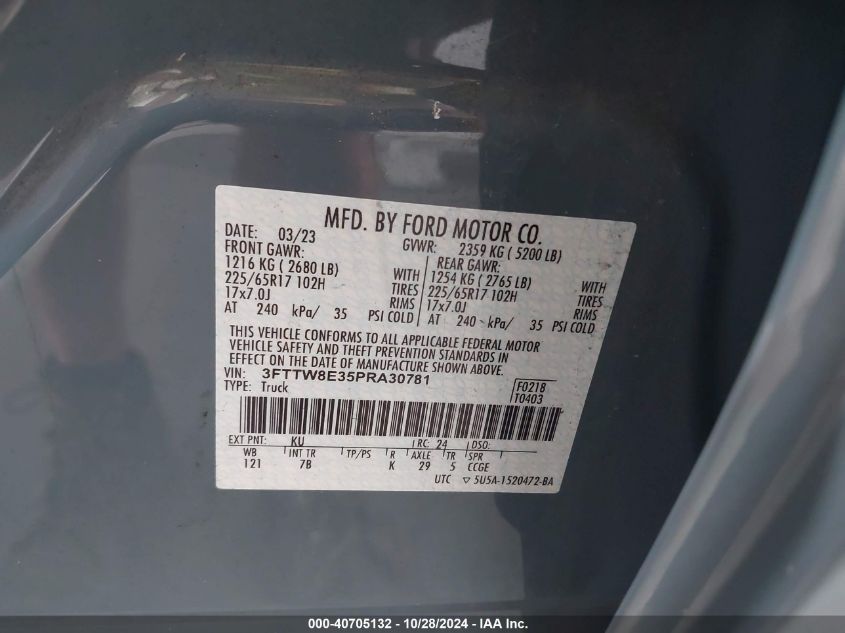 MFD. BY FORD MOTOR CO.
DATE: 03/23 GVWR: 2359 KG ( 5200 LB)
FRONT GAWR: REAR GAWR:
1216 KG ( 2680 LB) WITH 1254 KG ( 2765 LB) WITH
225/65R17 102H TIRES 225/65R17 102H TIRES
17x7.0J RIMS 17x7.0J RIMS
AT 240 kPa/ 35 PSI COLD AT 240 kPa/ 35 PSI COLD
THIS VEHICLE CONFORMS TO ALL APPLICABLE FEDERAL MOTOR
VEHICLE SAFETY AND THEFT PREVENTION STANDARDS IN
EFFECT ON THE DATE OF MANUFACTURE SHOWN ABOVE.
VIN: 3FTTW8E35PRA30781
TYPE: Truck F0218
T0403
EXT PNT: KU RC: 24 DSO:
WB INT TR TP/PS R AXLE TR SPR
121 7B K 29 5 CCGE
UTC ▽ 5U5A-1520472-BA
000-40705132 - 10/28/2024 - IAA Inc.